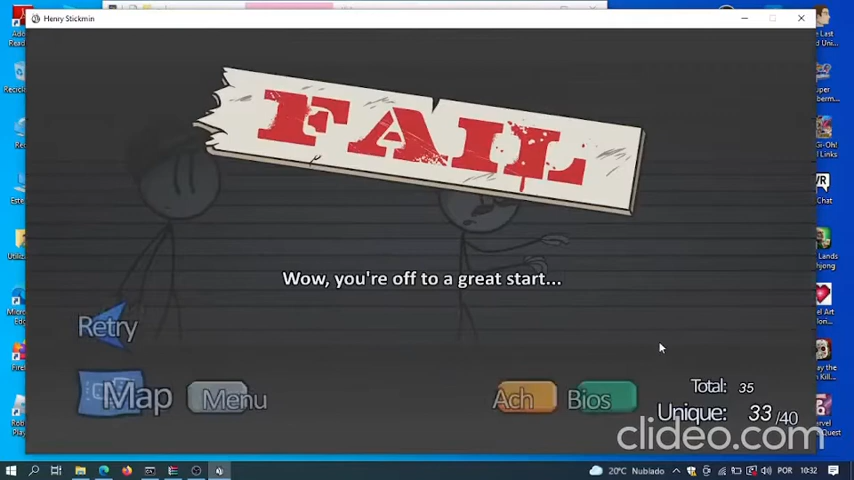 Henry Stickmin
FAIL
Wow, you're off to a great start...
Retry
Map
Menu
Ach
Bios
Total: 35
Unique: 33/40
clideo.com
20°C Nublado
POR
10:32